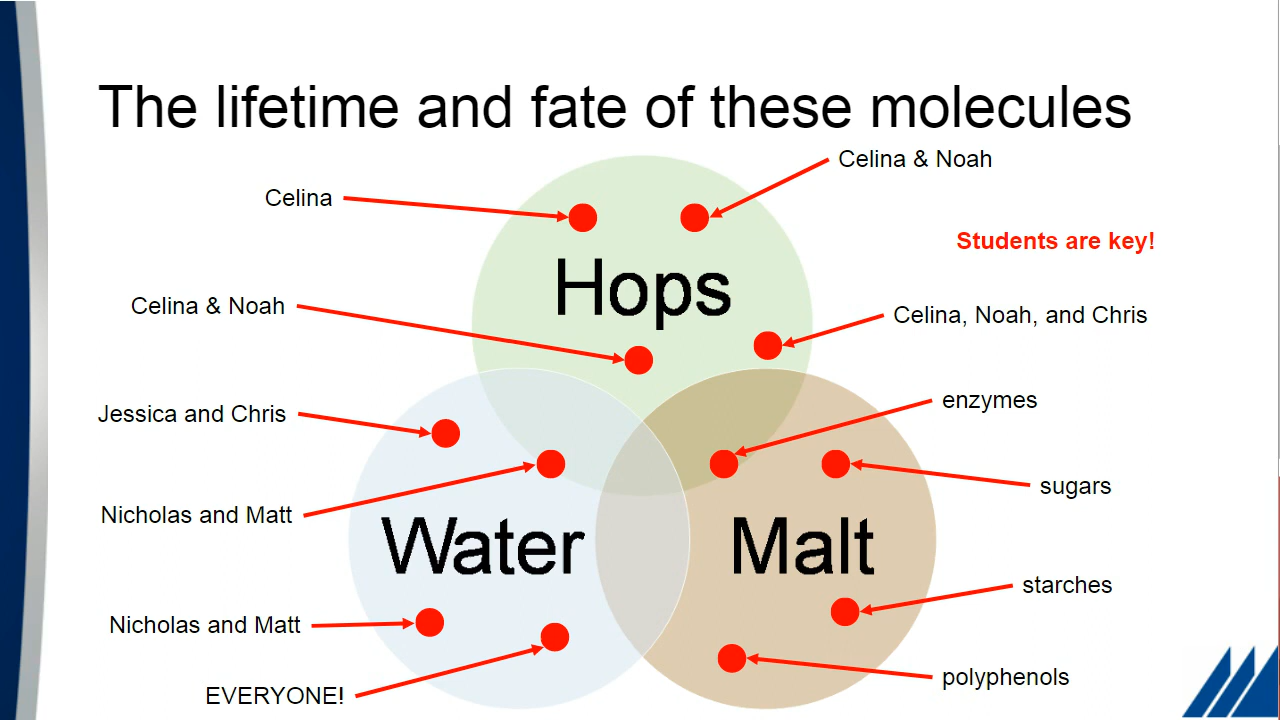 The lifetime and fate of these molecules
Celina & Noah
Celina
Students are key!
Hops
Celina & Noah
Celina, Noah, and Chris
Jessica and Chris
enzymes
sugars
Nicholas and Matt
Water
Malt
starches
Nicholas and Matt
polyphenols
EVERYONE!